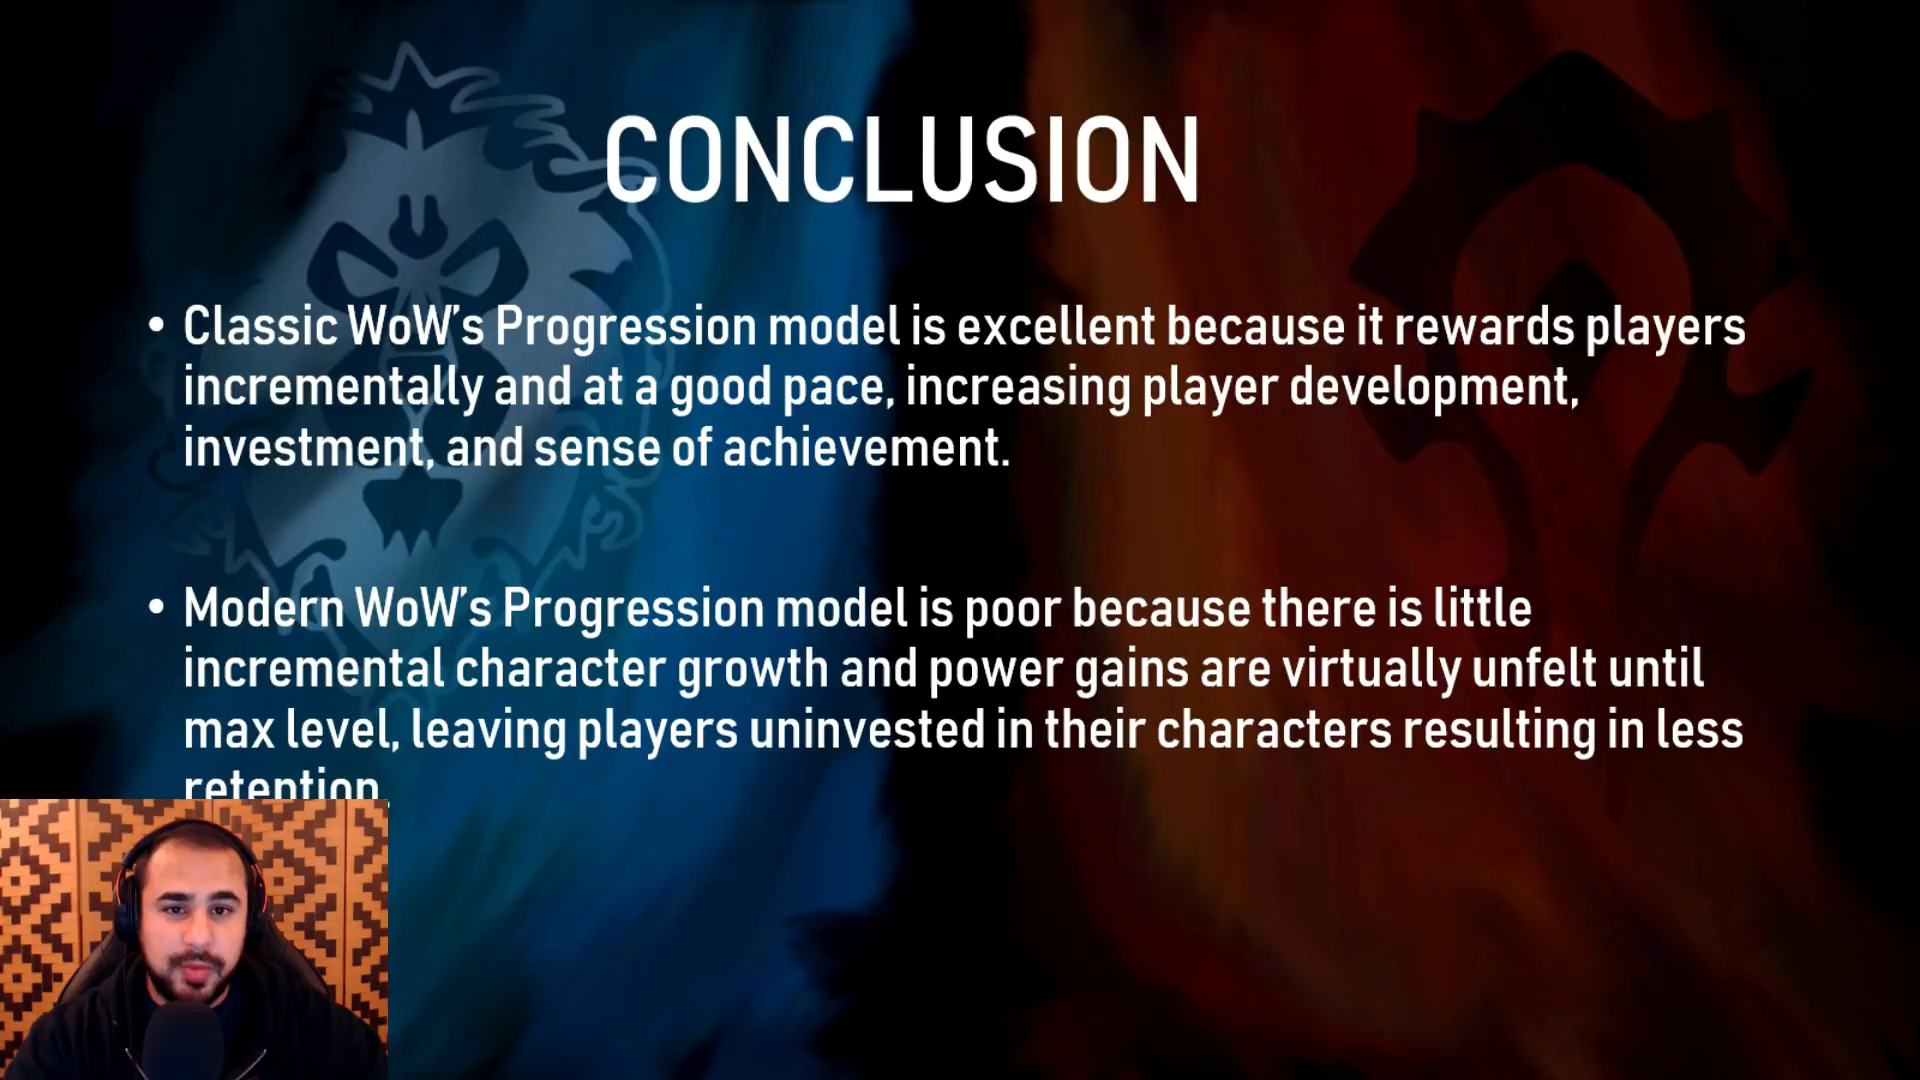 CONCLUSION
• Classic WoW's Progression model is excellent because it rewards players
incrementally and at a good pace, increasing player development,
investment, and sense of achievement.
• Modern WoW's Progression model is poor because there is little
incremental character growth and power gains are virtually unfelt until
max level, leaving players uninvested in their characters resulting in less
retention.